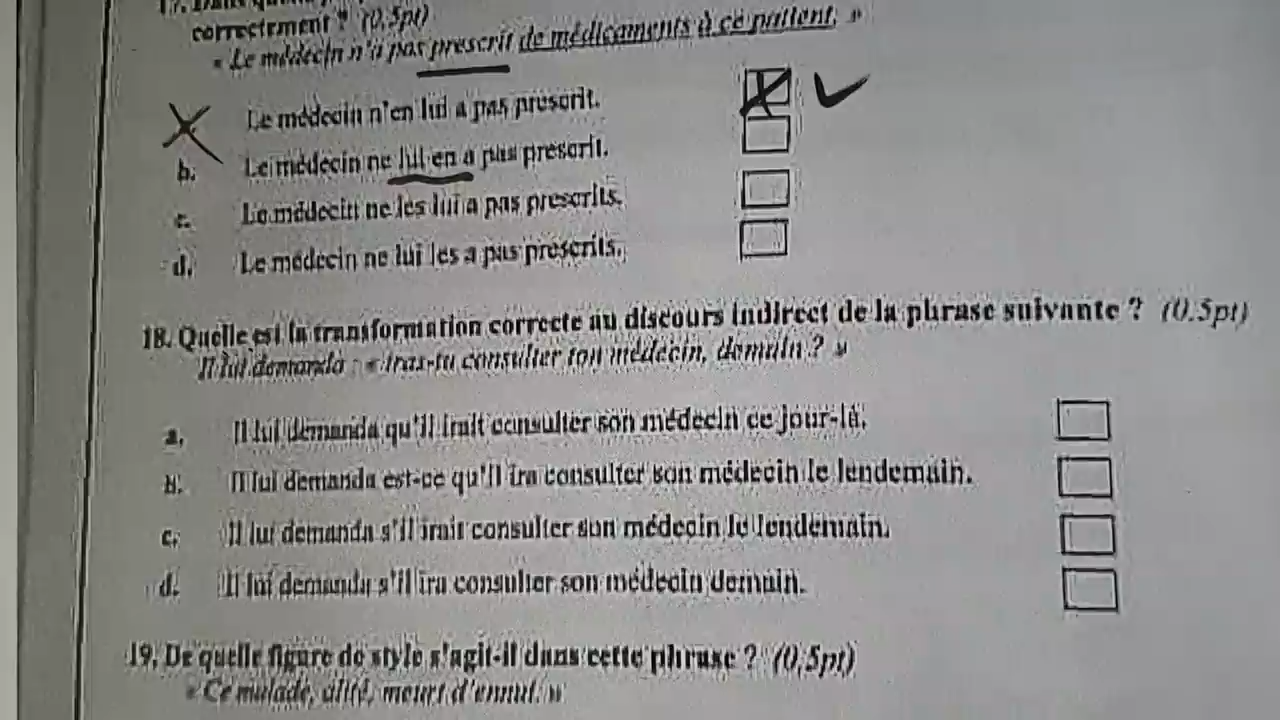 correctement ? (0,5pt)
« Le médecin n'a pas prescrit de médicaments à ce patient. »
Le médecin n'en lui a pas prescrit.
b. Le médecin ne lui en a pas prescrit.
c. Le médecin ne les lui a pas prescrits.
d. Le médecin ne lui les a pas prescrits.
18. Quelle est la transformation correcte au discours indirect de la phrase suivante ? (0.5pt)
Il lui demanda : « iras-tu consulter ton médecin, demain ? »
a. Il lui demanda qu'il irait consulter son médecin ce jour-là.
b. Il lui demanda est-ce qu'il ira consulter son médecin le lendemain.
c. Il lui demanda s'il irait consulter son médecin le lendemain.
d. Il lui demanda s'il ira consulter son médecin demain.
19. De quelle figure de style s'agit-il dans cette phrase ? (0,5pt)
« Ce malade, alité, meurt d'ennui. »